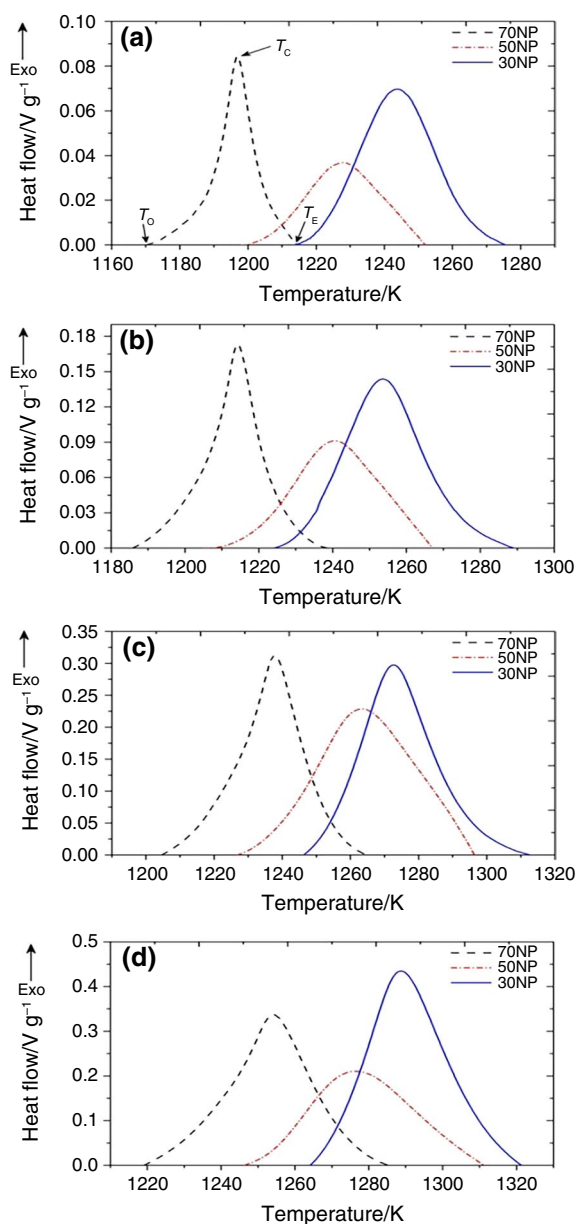 (a)
70NP
50NP
30NP
T_C
T_O
T_E
Exo
Heat flow/V g⁻¹
0.10
0.08
0.06
0.04
0.02
0.00
1160 1180 1200 1220 1240 1260 1280
Temperature/K
(b)
70NP
50NP
30NP
Exo
Heat flow/V g⁻¹
0.18
0.15
0.12
0.09
0.06
0.03
0.00
1180 1200 1220 1240 1260 1280 1300
Temperature/K
(c)
70NP
50NP
30NP
Exo
Heat flow/V g⁻¹
0.35
0.30
0.25
0.20
0.15
0.10
0.05
0.00
1200 1220 1240 1260 1280 1300 1320
Temperature/K
(d)
70NP
50NP
30NP
Exo
Heat flow/V g⁻¹
0.5
0.4
0.3
0.2
0.1
0.0
1220 1240 1260 1280 1300 1320
Temperature/K